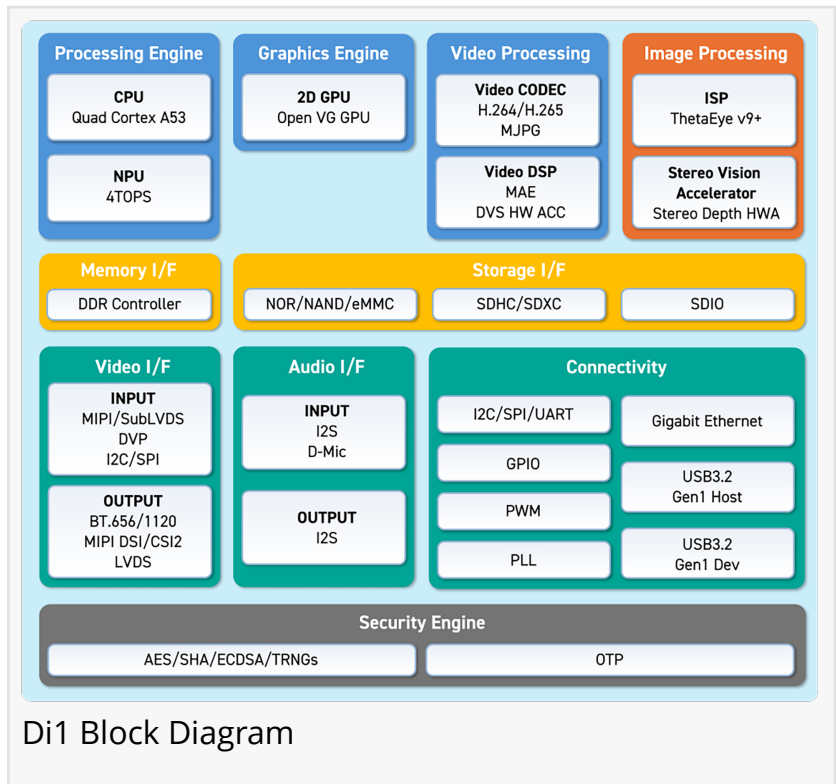 Processing Engine
CPU
Quad Cortex A53
NPU
4TOPS
Graphics Engine
2D GPU
Open VG GPU
Video Processing
Video CODEC
H.264/H.265
MJPG
Video DSP
MAE
DVS HW ACC
Image Processing
ISP
ThetaEye v9+
Stereo Vision
Accelerator
Stereo Depth HWA
Memory I/F
DDR Controller
Storage I/F
NOR/NAND/eMMC
SDHC/SDXC
SDIO
Video I/F
INPUT
MIPI/SubLVDS
DVP
I2C/SPI
OUTPUT
BT.656/1120
MIPI DSI/CSI2
LVDS
Audio I/F
INPUT
I2S
D-Mic
OUTPUT
I2S
Connectivity
I2C/SPI/UART
GPIO
PWM
PLL
Gigabit Ethernet
USB3.2
Gen1 Host
USB3.2
Gen1 Dev
Security Engine
AES/SHA/ECDSA/TRNGs
OTP
Di1 Block Diagram